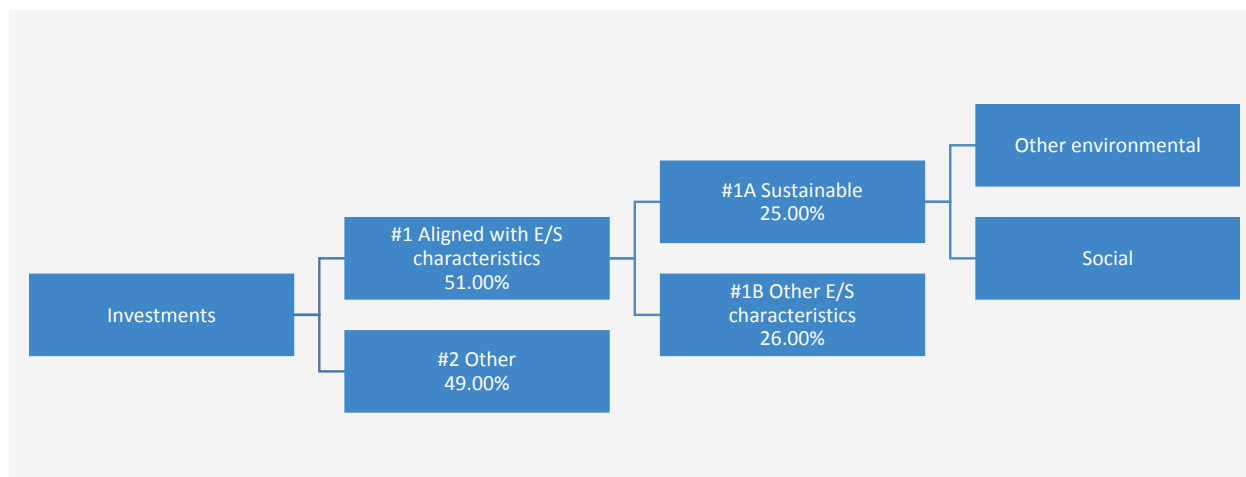 Investments
#1 Aligned with E/S
characteristics
51.00%
#2 Other
49.00%
#1A Sustainable
25.00%
#1B Other E/S
characteristics
26.00%
Other environmental
Social